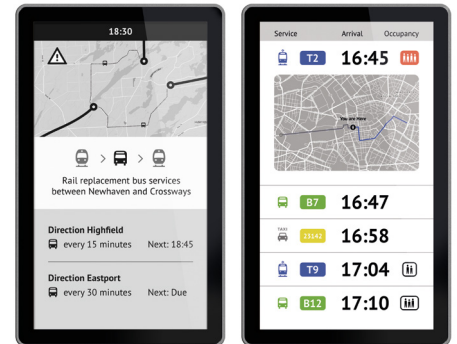 18:30
Rail replacement bus services
between Newhaven and Crossways
Direction Highfield
every 15 minutes Next: 18:45
Direction Eastport
every 30 minutes Next: Due
Service Arrival Occupancy
T2 16:45
You are Here
B7 16:47
TAXI 23142 16:58
T9 17:04
B12 17:10